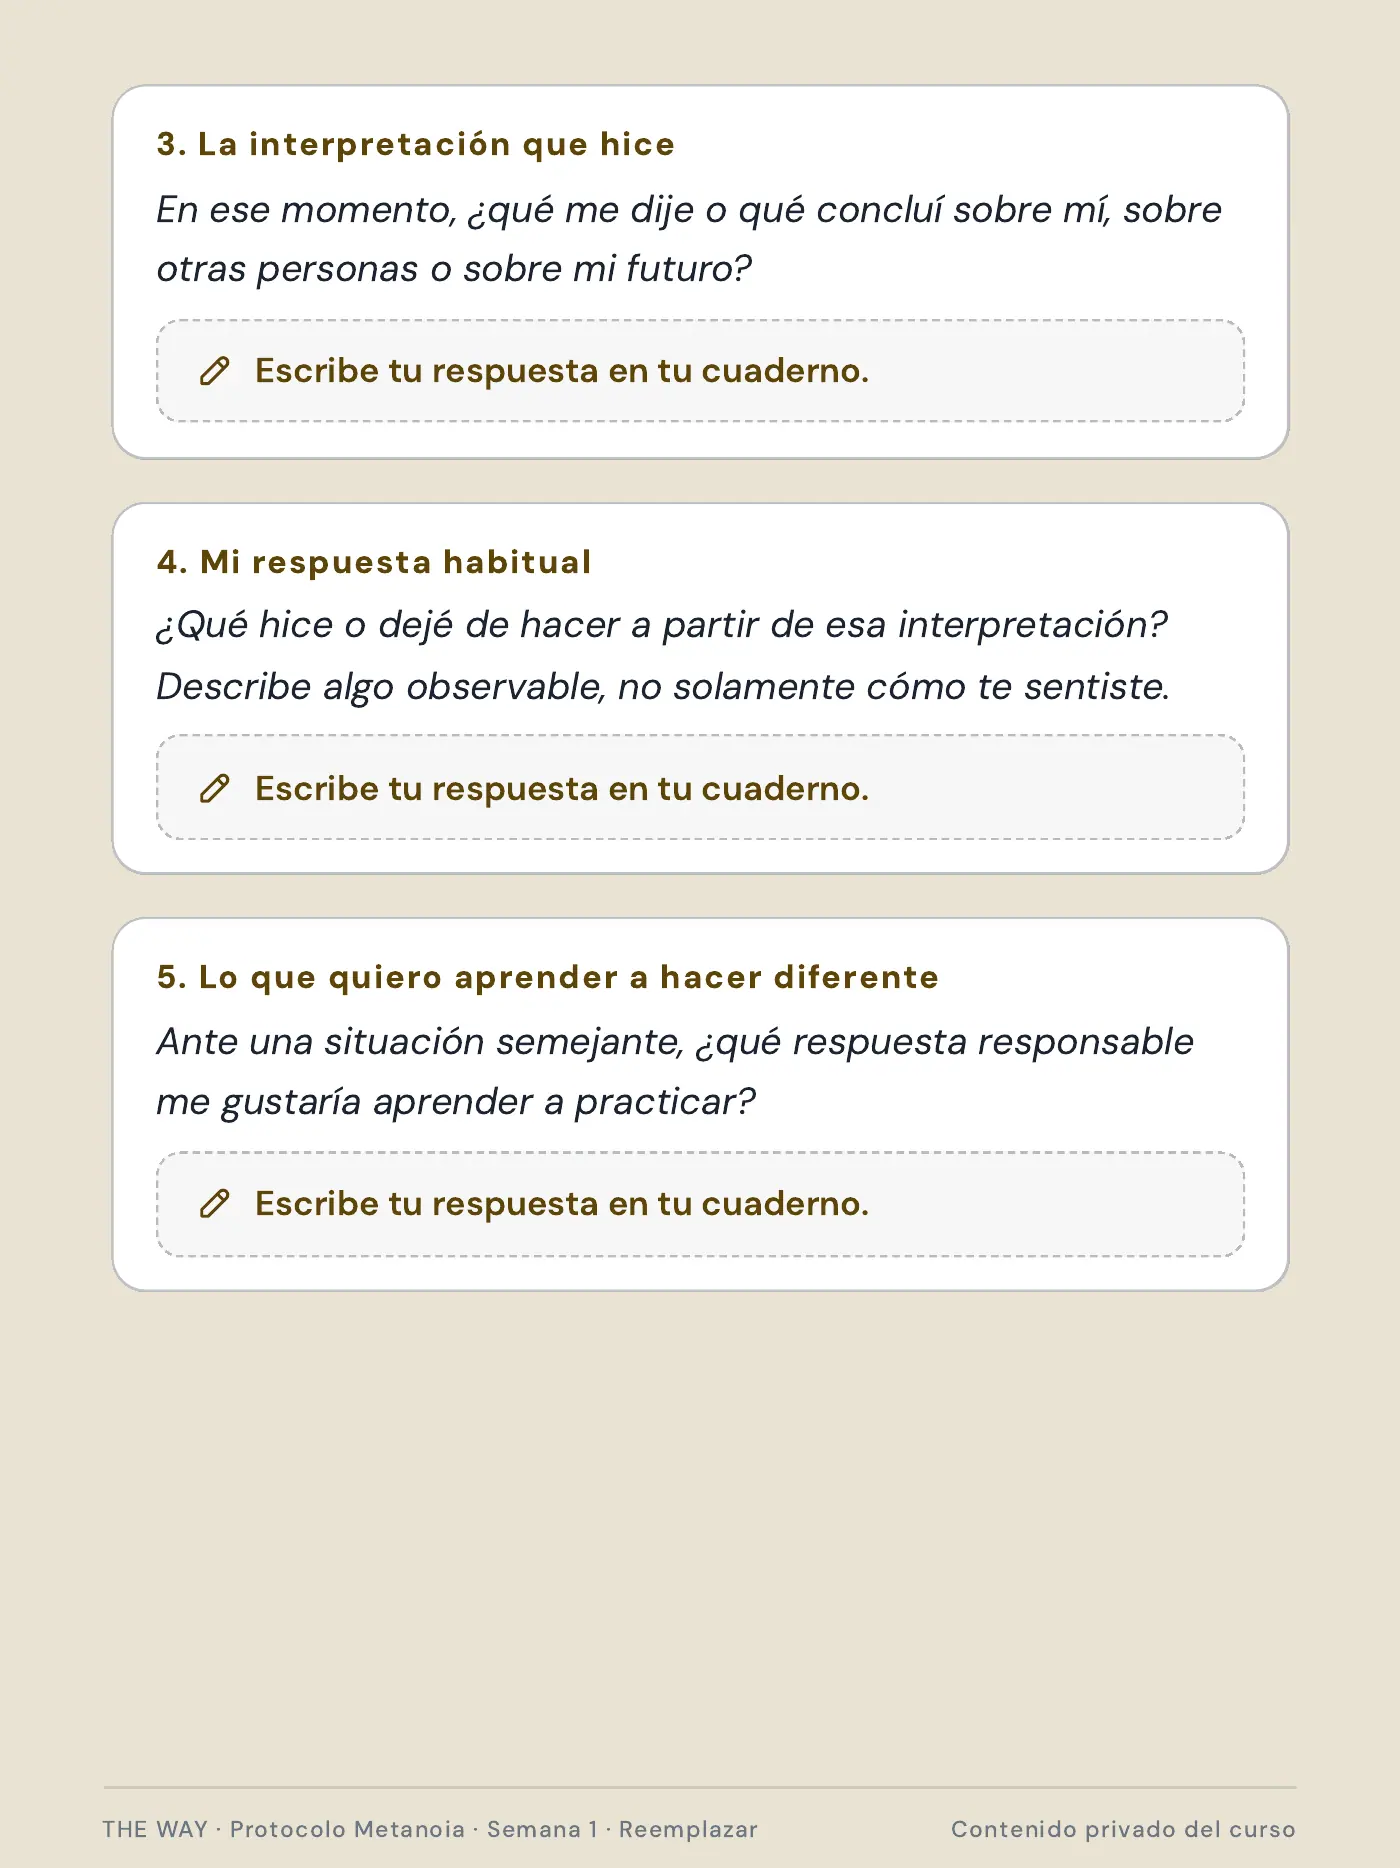 3. La interpretación que hice
En ese momento, ¿qué me dije o qué concluí sobre mí, sobre
otras personas o sobre mi futuro?
Escribe tu respuesta en tu cuaderno.
4. Mi respuesta habitual
¿Qué hice o dejé de hacer a partir de esa interpretación?
Describe algo observable, no solamente cómo te sentiste.
Escribe tu respuesta en tu cuaderno.
5. Lo que quiero aprender a hacer diferente
Ante una situación semejante, ¿qué respuesta responsable
me gustaría aprender a practicar?
Escribe tu respuesta en tu cuaderno.
THE WAY · Protocolo Metanoia · Semana 1 · Reemplazar
Contenido privado del curso